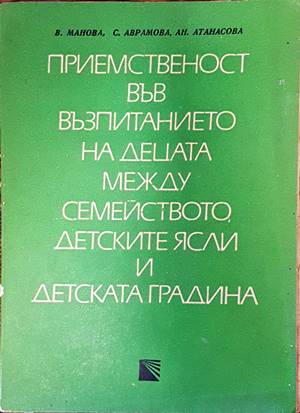 В. МАНОВА, С. АВРАМОВА, АН. АТАНАСОВА
ПРИЕМСТВЕНОСТ
ВЪВ
ВЪЗПИТАНИЕТО
НА ДЕЦАТА
МЕЖДУ
СЕМЕЙСТВОТО,
ДЕТСКИТЕ ЯСЛИ
И
ДЕТСКАТА ГРАДИНА